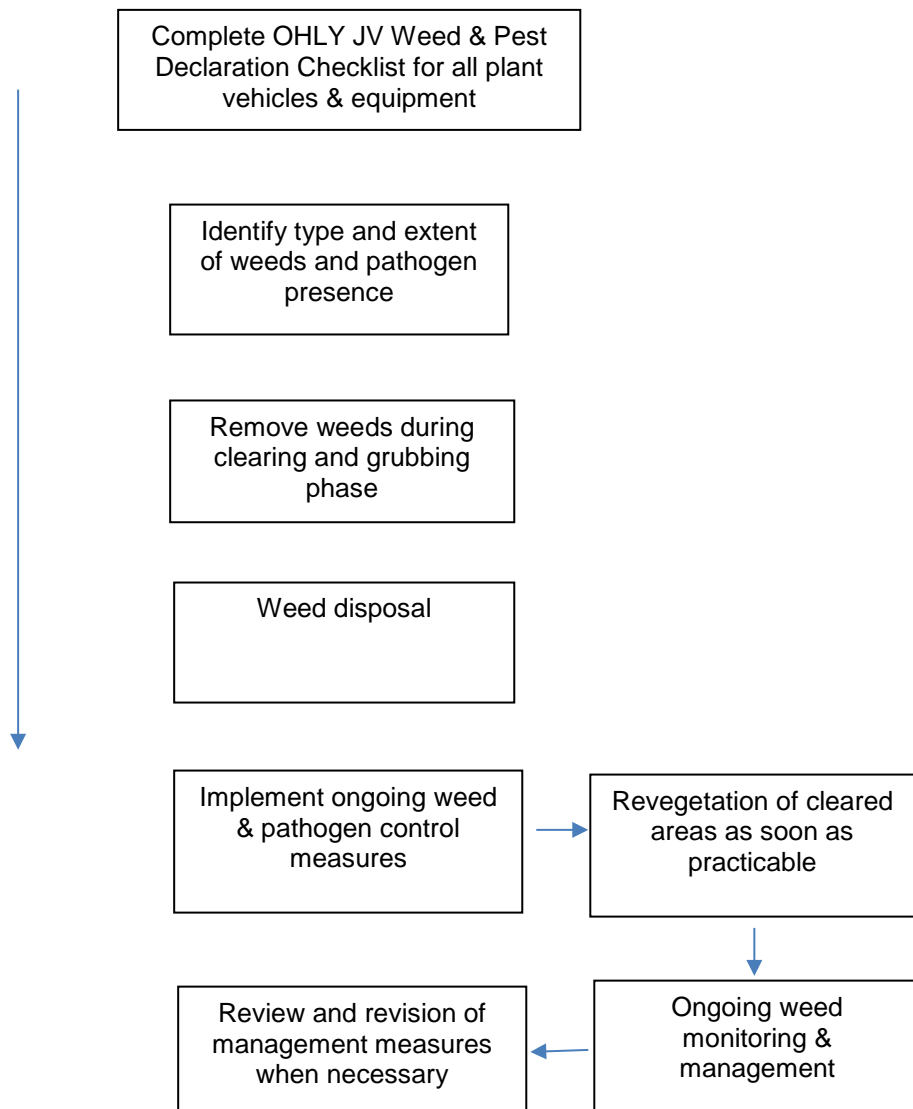 Complete OHLY JV Weed & Pest
Declaration Checklist for all plant
vehicles & equipment
Identify type and extent
of weeds and pathogen
presence
Remove weeds during
clearing and grubbing
phase
Weed disposal
Implement ongoing weed
& pathogen control
measures
Revegetation of cleared
areas as soon as
practicable
Ongoing weed
monitoring &
management
Review and revision of
management measures
when necessary